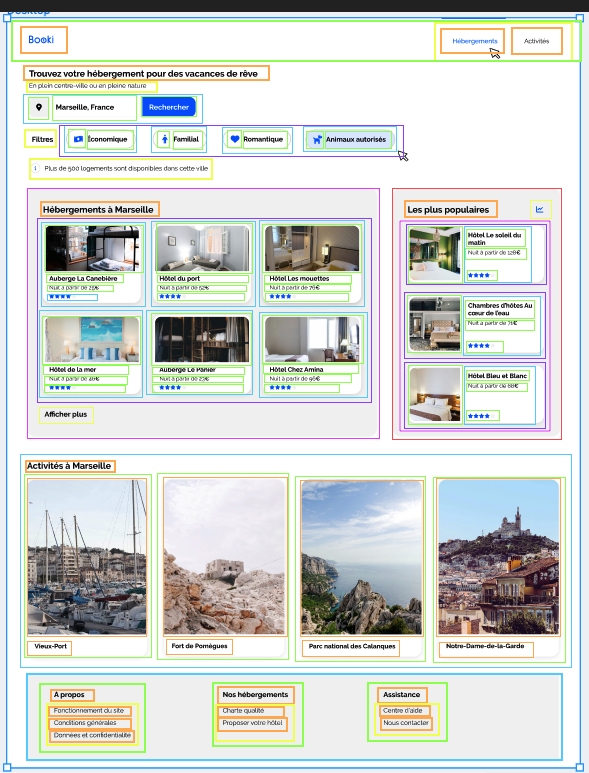 Desktop
Booki
Hébergements
Activités
Trouvez votre hébergement pour des vacances de rêve
En plein centre-ville ou en pleine nature
Marseille, France
Rechercher
Filtres
Économique
Familial
Romantique
Animaux autorisés
Plus de 500 logements sont disponibles dans cette ville
Hébergements à Marseille
Auberge La Canebière
Nuit à partir de 25€
Hôtel du port
Nuit à partir de 52€
Hôtel Les mouettes
Nuit à partir de 76€
Hôtel de la mer
Nuit à partir de 46€
Auberge Le Panier
Nuit à partir de 23€
Hôtel Chez Amina
Nuit à partir de 96€
Afficher plus
Les plus populaires
Hôtel Le soleil du
matin
Nuit à partir de 128€
Chambres d'hôtes Au
cœur de l'eau
Nuit à partir de 71€
Hôtel Bleu et Blanc
Nuit à partir de 68€
Activités à Marseille
Vieux-Port
Fort de Pomègues
Parc national des Calanques
Notre-Dame-de-la-Garde
À propos
Fonctionnement du site
Conditions générales
Données et confidentialité
Nos hébergements
Charte qualité
Proposer votre hôtel
Assistance
Centre d'aide
Nous contacter